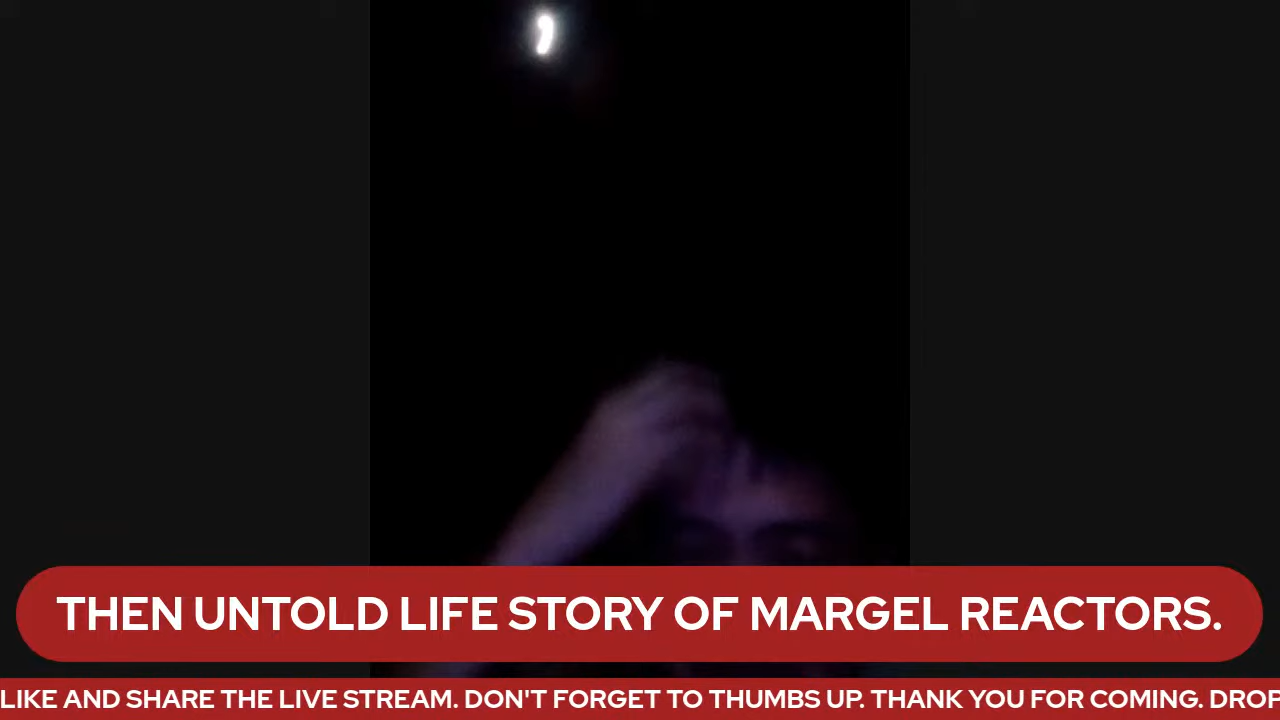 THEN UNTOLD LIFE STORY OF MARGEL REACTORS.
LIKE AND SHARE THE LIVE STREAM. DON'T FORGET TO THUMBS UP. THANK YOU FOR COMING. DROP